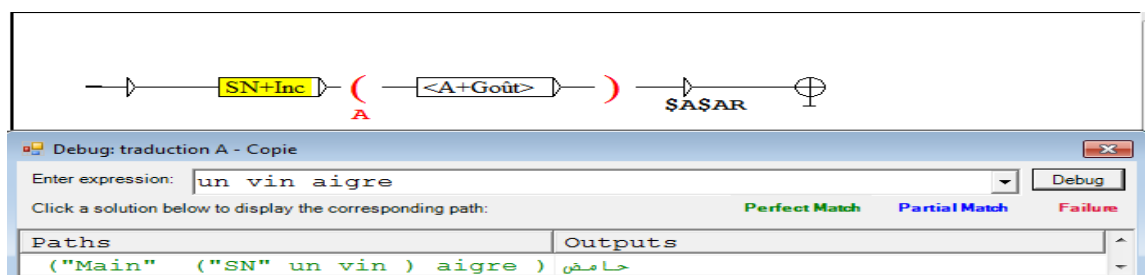 SN+Inc ( <A+Goût> )
A $A$AR
Debug: traduction A - Copie
Enter expression: un vin aigre Debug
Click a solution below to display the corresponding path: Perfect Match Partial Match Failure
Paths Outputs
("Main" ("SN" un vin ) aigre ) حامض